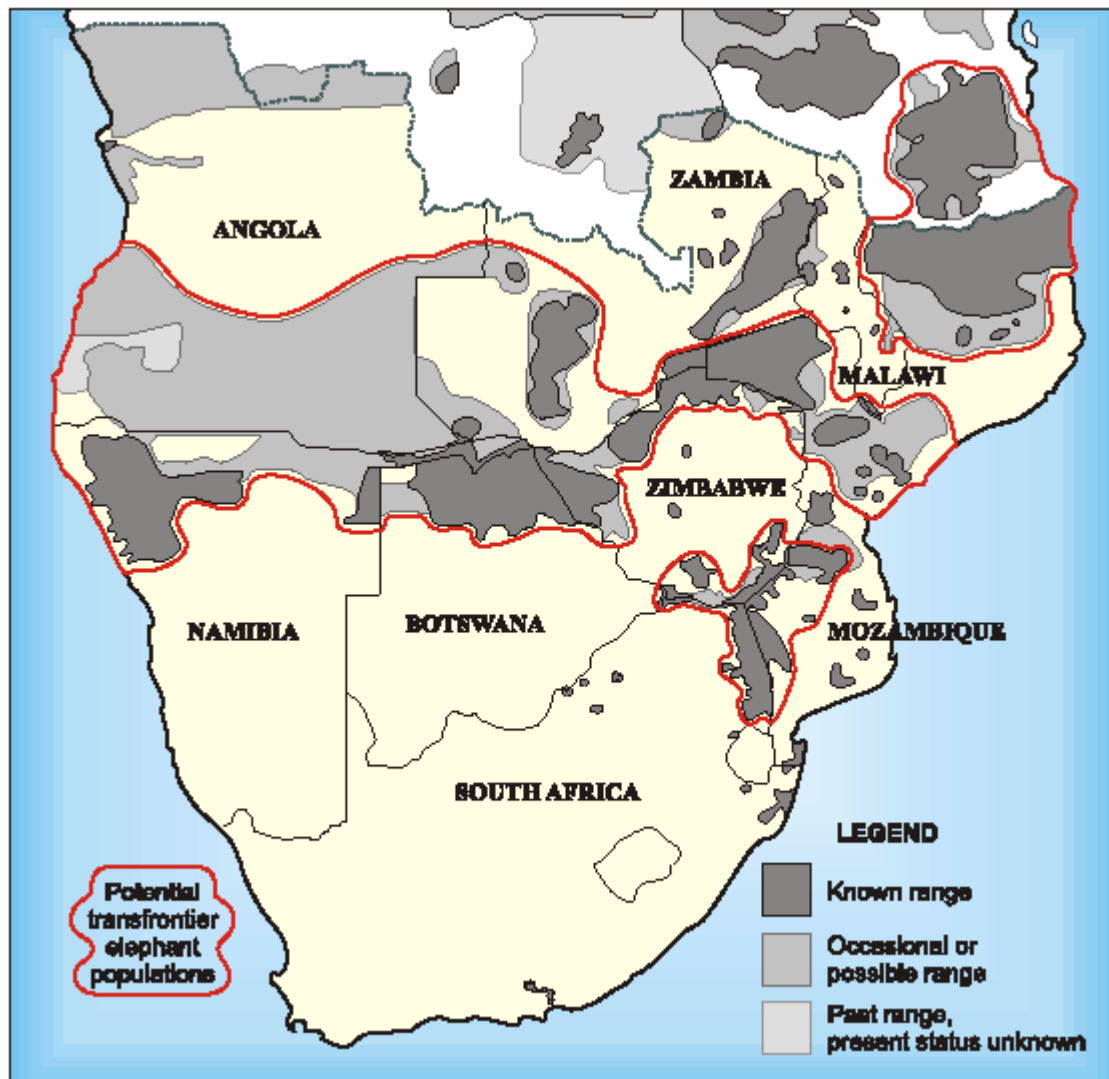 ZAMBIA
ANGOLA
MALAWI
ZIMBABWE
NAMIBIA
BOTSWANA
MOZAMBIQUE
SOUTH AFRICA
LEGEND
Known range
Occasional or
possible range
Past range,
present status unknown
Potential
transfrontier
elephant
populations